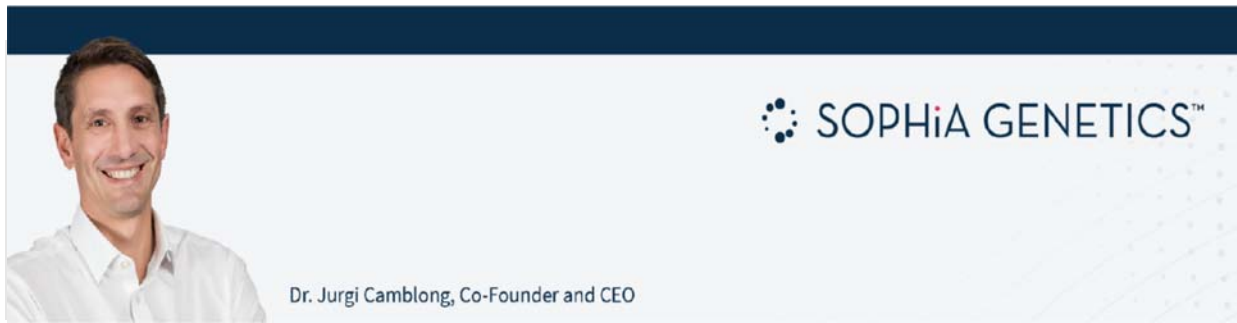 SOPHiA GENETICS™
Dr. Jurgi Camblong, Co-Founder and CEO